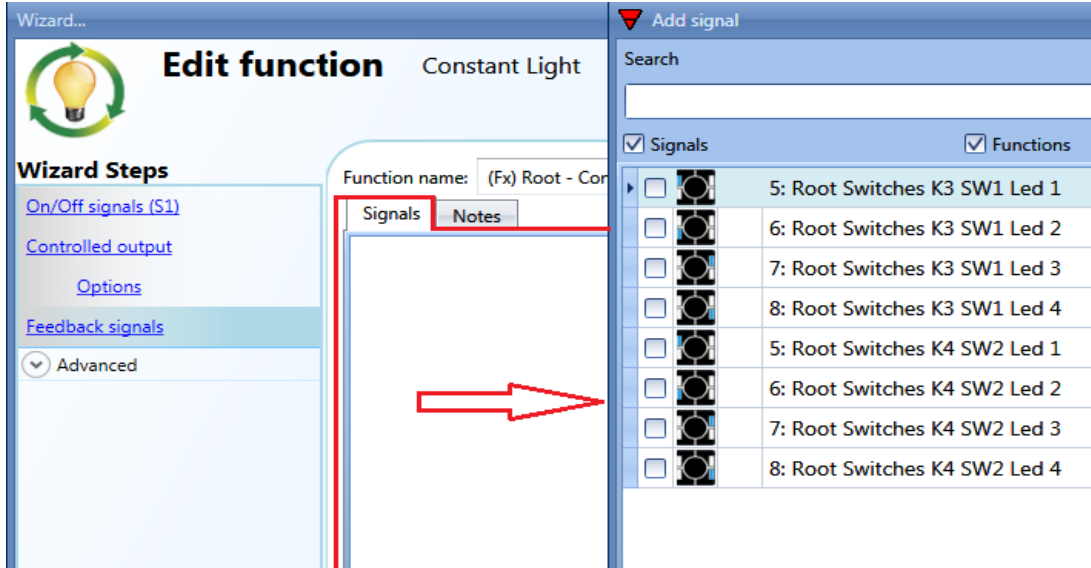 Wizard...
Edit function Constant Light
Wizard Steps
On/Off signals (S1)
Controlled output
Options
Feedback signals
Advanced
Function name: (Fx) Root - Con
Signals Notes
Add signal
Search
Signals Functions
5: Root Switches K3 SW1 Led 1
6: Root Switches K3 SW1 Led 2
7: Root Switches K3 SW1 Led 3
8: Root Switches K3 SW1 Led 4
5: Root Switches K4 SW2 Led 1
6: Root Switches K4 SW2 Led 2
7: Root Switches K4 SW2 Led 3
8: Root Switches K4 SW2 Led 4